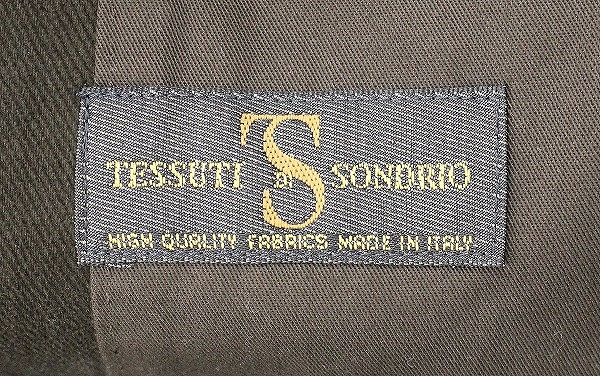 TESSUTI DI SONDRIO
HIGH QUALITY FABRICS MADE IN ITALY